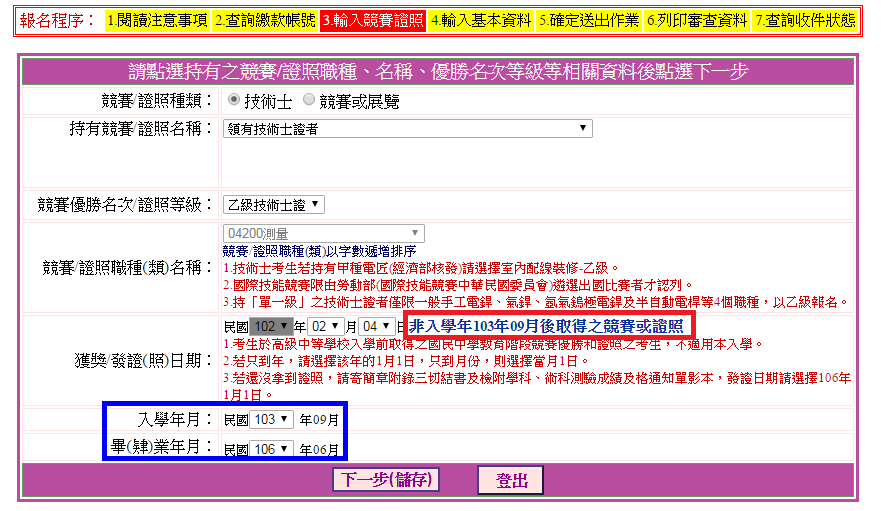 報名程序： 1.閱讀注意事項 2.查詢繳款帳號 3.輸入競賽證照 4.輸入基本資料 5.確定送出作業 6.列印審查資料 7.查詢收件狀態
請點選持有之競賽/證照職種、名稱、優勝名次等級等相關資料後點選下一步
競賽/證照種類： 技術士 競賽或展覽
持有競賽/證照名稱： 領有技術士證者
競賽優勝名次/證照等級： 乙級技術士證
競賽/證照職種(類)名稱： 04200測量
競賽/證照職種(類)以字數遞增排序
1.技術士考生若持有甲種電匠(經濟部核發)請選擇室內配線裝修-乙級。
2.國際技能競賽限由勞動部(國際技能競賽中華民國委員會)遴選出國比賽者才認列。
3.持「單一級」之技術士證者僅限一般手工電銲、氣銲、氬氣鎢極電銲及半自動電桿等4個職種，以乙級報名。
獲獎/發證(照)日期： 民國 102 年 02 月 04 日 非入學年103年09月後取得之競賽或證照
1.考生於高級中等學校入學前取得之國民中學教育階段競賽優勝和證照之考生，不適用本入學。
2.若只到年，請選擇該年的1月1日，只到月份，則選擇當月1日。
3.若還沒拿到證照，請寄簡章附錄三切結書及檢附學科、術科測驗成績及格通知單影本，發證日期請選擇106年
1月1日。
入學年月： 民國 103 年09月
畢(肄)業年月： 民國 106 年06月
下一步(儲存) 登出